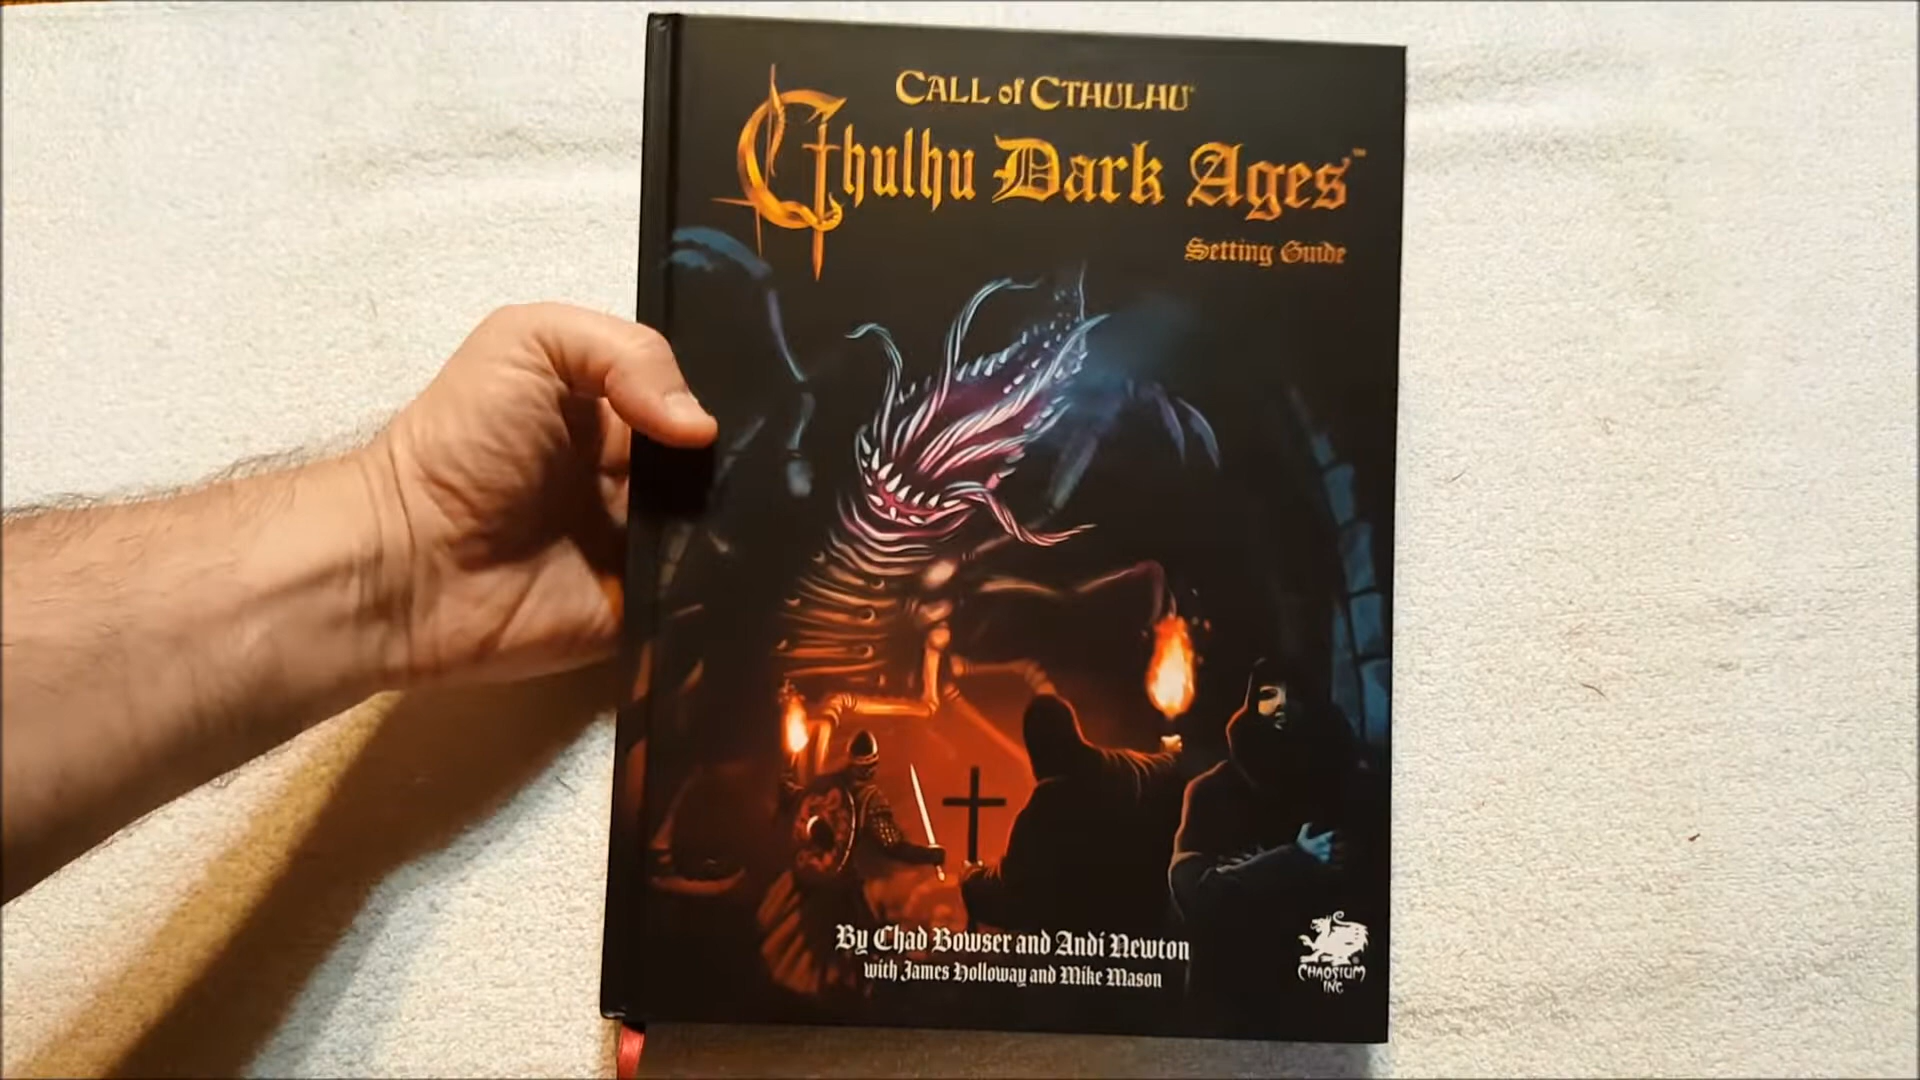 CALL of CTHULHU®
Cthulhu Dark Ages™
Setting Guide
By Chad Bowser and Andi Newton
with James Holloway and Mike Mason
CHAOSIUM
INC